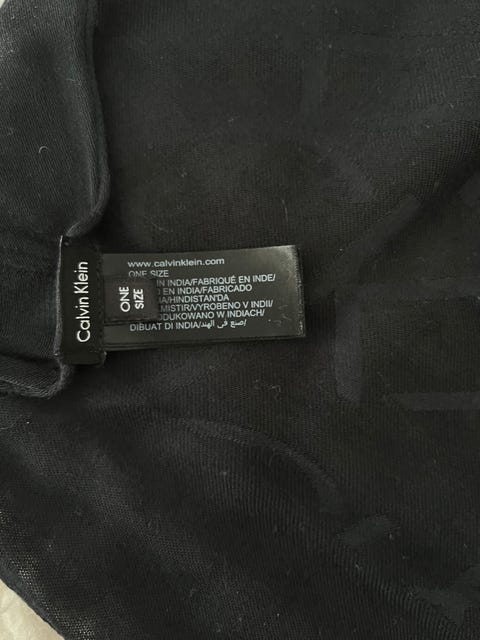 Calvin Klein
ONE
SIZE
www.calvinklein.com
ONE SIZE
IN INDIA/FABRIQUÉ EN INDE/
EN INDIA/FABRICADO
/HINDISTAN'DA
MISTIR/VYROBENO V INDII/
ODUKOWANO W INDIACH/
DIBUAT DI INDIA/صنع في الهند/